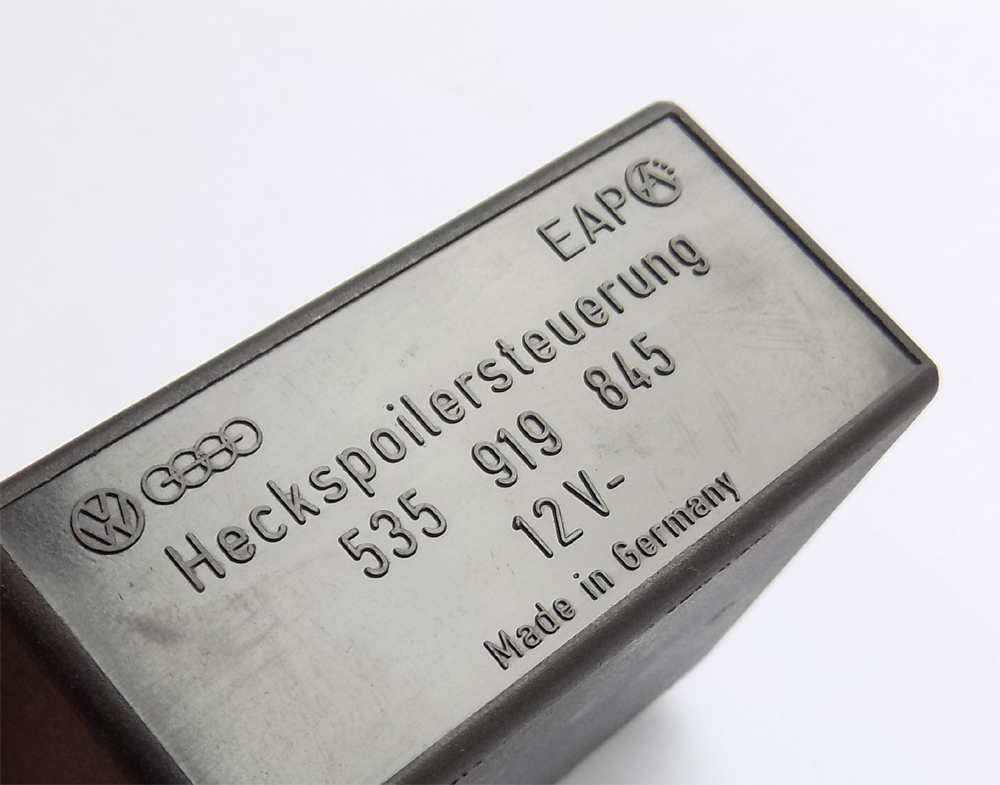 EAP
Heckspoilersteuerung
535 919 845
12V-
Made in Germany